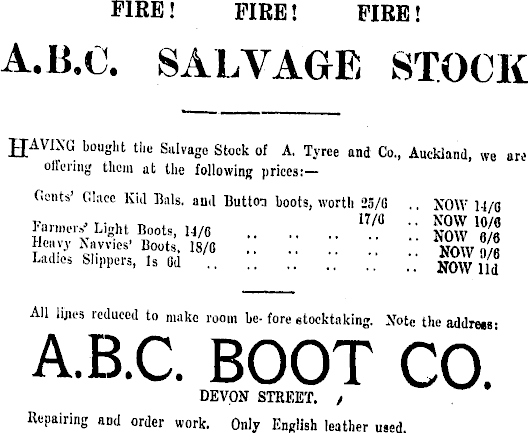 FIRE! FIRE! FIRE!
A.B.C. SALVAGE STOCK
HAVING bought the Salvage Stock of A. Tyree and Co., Auckland, we are
offering them at the following prices:—
Gents' Glace Kid Bals. and Button boots, worth 25/6 .. NOW 14/6
17/6 .. NOW 10/6
Farmers' Light Boots, 14/6 .. .. .. .. .. NOW 6/6
Heavy Navvies' Boots, 18/6 .. .. .. .. .. NOW 9/6
Ladies Slippers, 1s 6d .. .. .. .. .. .. NOW 11d
All lines reduced to make room be- fore stocktaking. Note the address:
A.B.C. BOOT CO.
DEVON STREET.
Repairing and order work. Only English leather used.